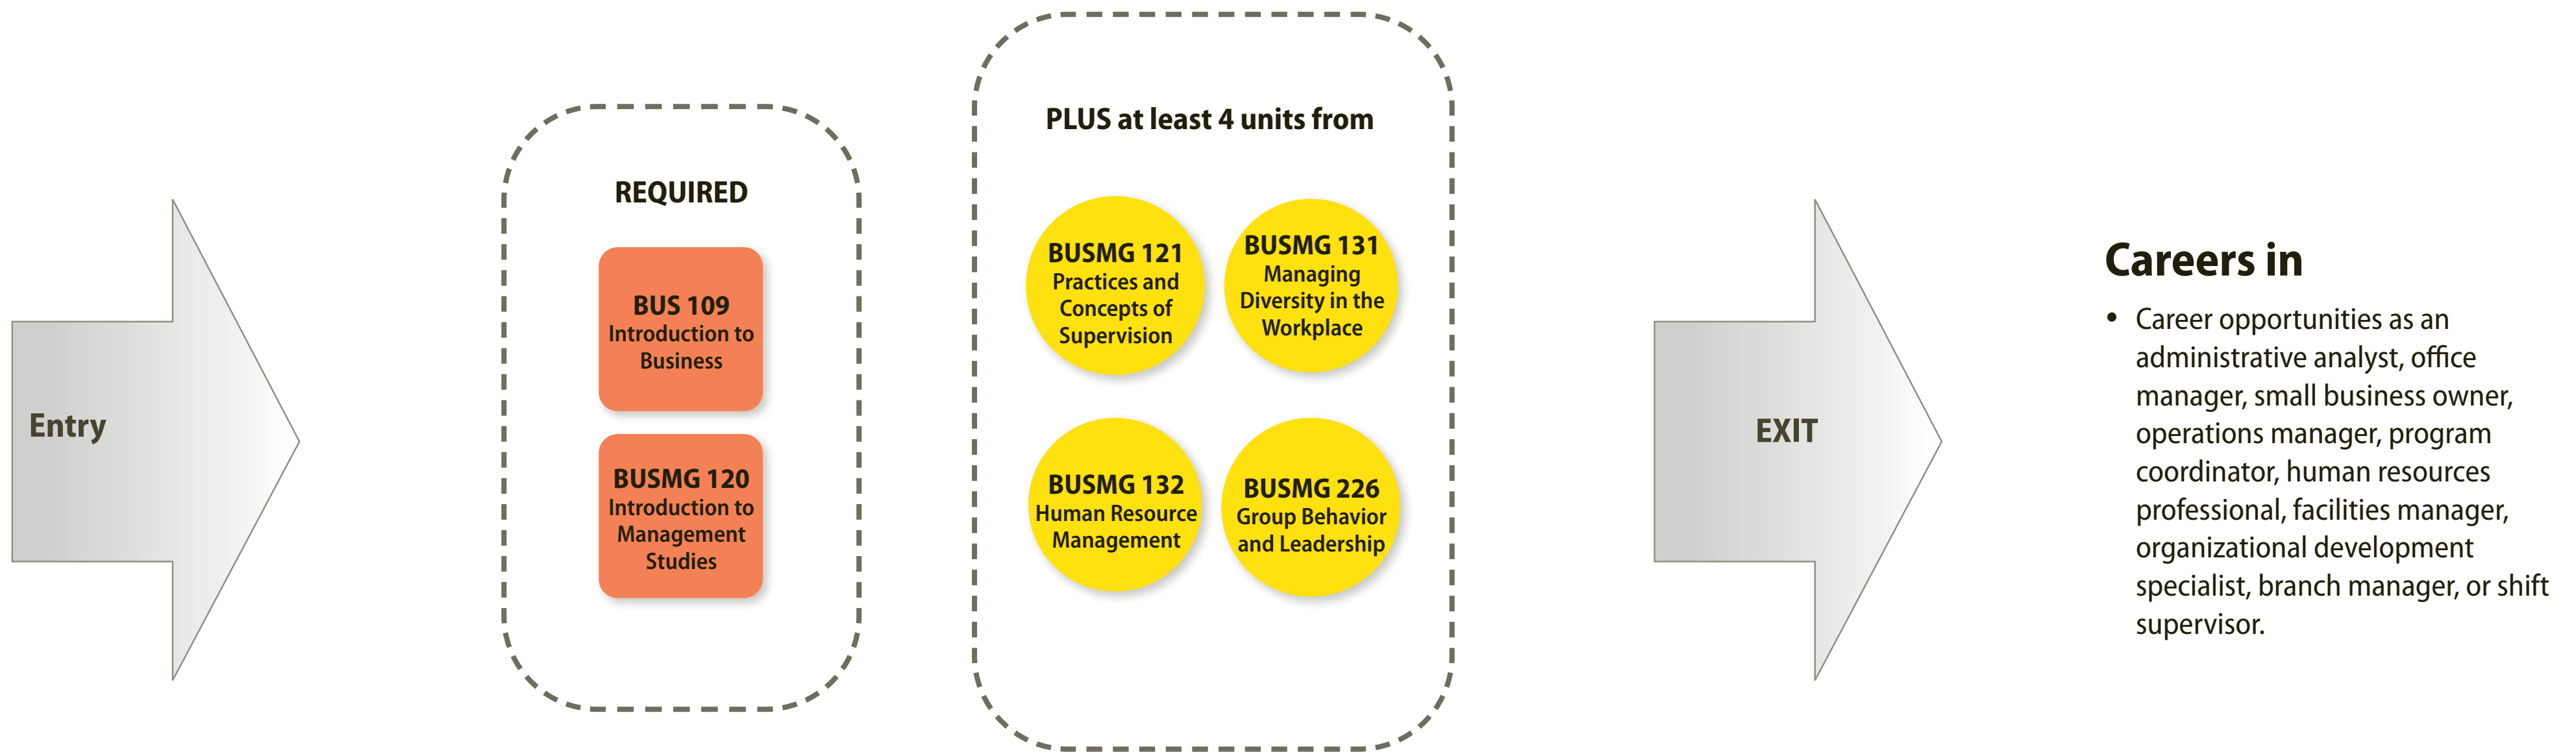 Entry
REQUIRED
BUS 109
Introduction to
Business
BUSMG 120
Introduction to
Management
Studies
PLUS at least 4 units from
BUSMG 121
Practices and
Concepts of
Supervision
BUSMG 131
Managing
Diversity in the
Workplace
BUSMG 132
Human Resource
Management
BUSMG 226
Group Behavior
and Leadership
EXIT
Careers in
• Career opportunities as an
administrative analyst, office
manager, small business owner,
operations manager, program
coordinator, human resources
professional, facilities manager,
organizational development
specialist, branch manager, or shift
supervisor.